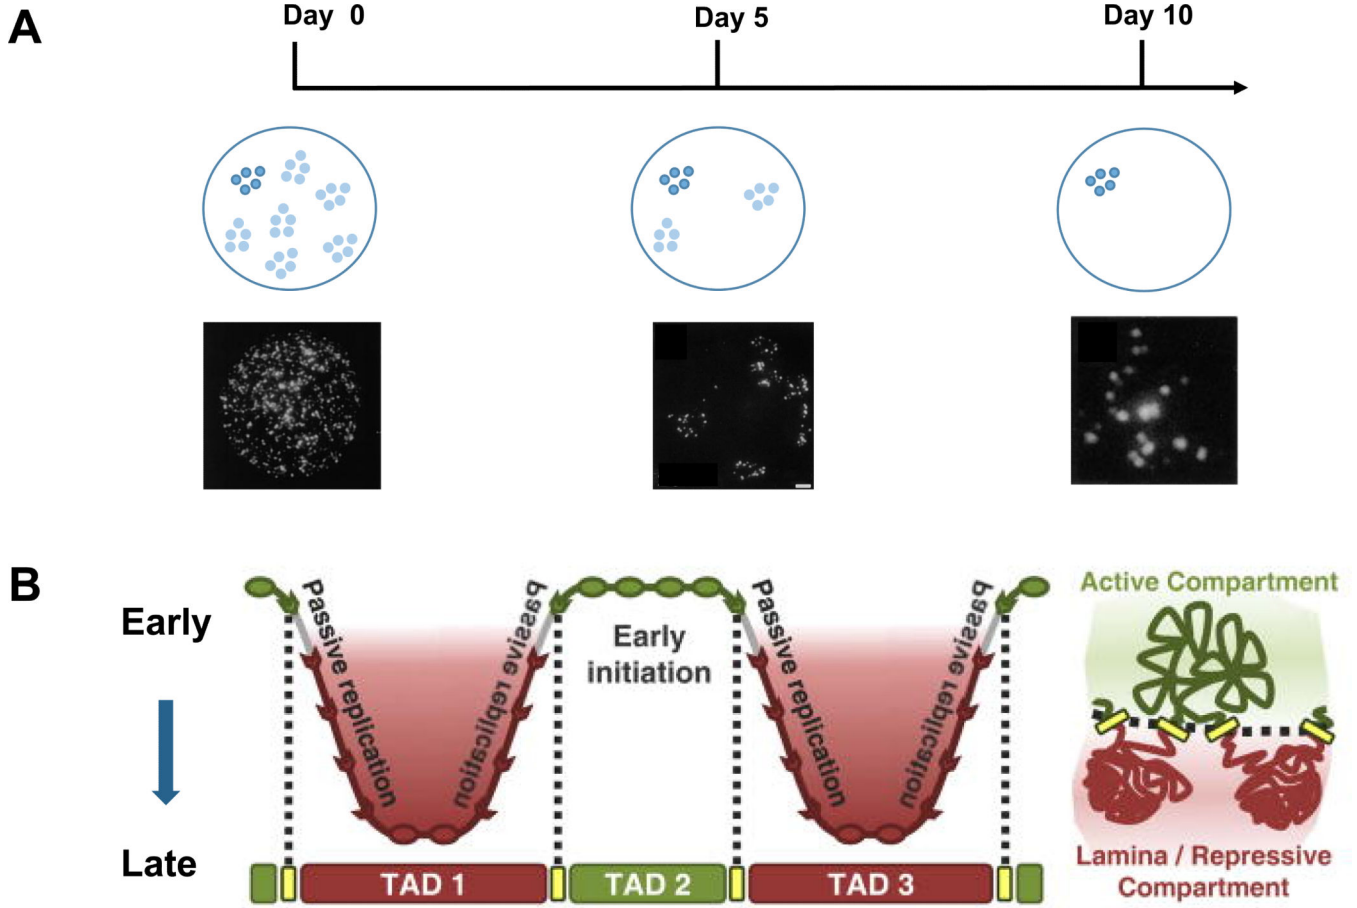 A
Day 0
Day 5
Day 10
B
Early
Late
Passive replication
Passive replication
Early
initiation
Passive replication
Passive replication
TAD 1
TAD 2
TAD 3
Active Compartment
Lamina / Repressive
Compartment